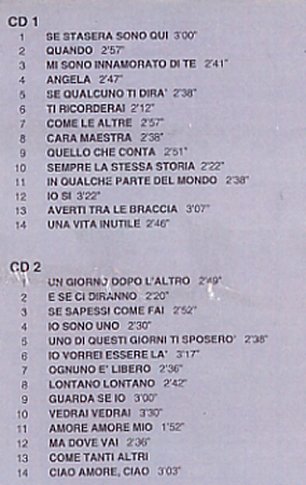 CD 1
1 SE STASERA SONO QUI 3'00"
2 QUANDO 2'57"
3 MI SONO INNAMORATO DI TE 2'41"
4 ANGELA 2'47"
5 SE QUALCUNO TI DIRA' 2'38"
6 TI RICORDERAI 2'12"
7 COME LE ALTRE 2'57"
8 CARA MAESTRA 2'38"
9 QUELLO CHE CONTA 2'51"
10 SEMPRE LA STESSA STORIA 2'22"
11 IN QUALCHE PARTE DEL MONDO 2'38"
12 IO SI 3'22"
13 AVERTI TRA LE BRACCIA 3'07"
14 UNA VITA INUTILE 2'46"
CD 2
UN GIORNO DOPO L'ALTRO 2'49"
2 E SE CI DIRANNO 2'20"
3 SE SAPESSI COME FAI 2'52"
4 IO SONO UNO 2'30"
5 UNO DI QUESTI GIORNI TI SPOSERO' 2'38"
6 IO VORREI ESSERE LA' 3'17"
7 OGNUNO E' LIBERO 2'36"
8 LONTANO LONTANO 2'42"
9 GUARDA SE IO 3'00"
10 VEDRAI VEDRAI 3'30"
11 AMORE AMORE MIO 1'52"
12 MA DOVE VAI 2'36"
13 COME TANTI ALTRI
14 CIAO AMORE, CIAO 3'03"